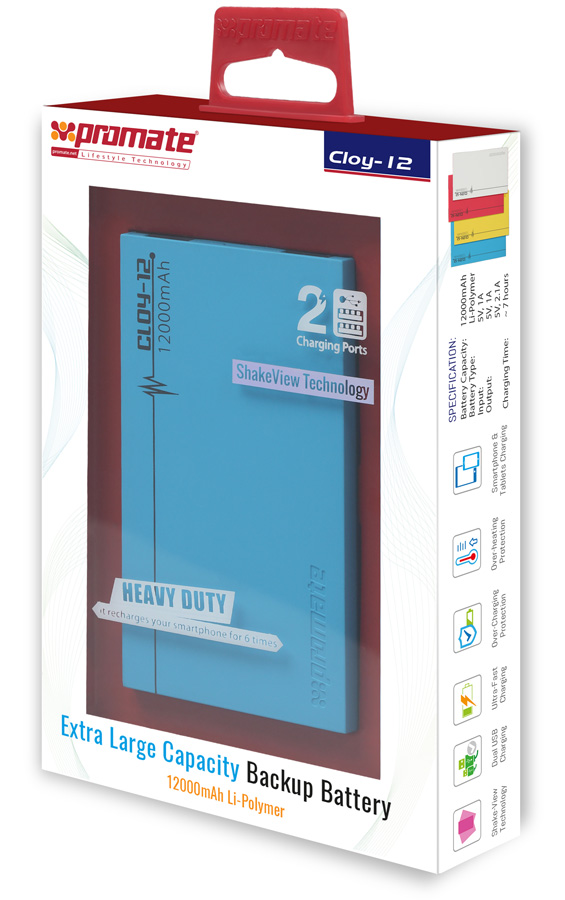 promate
promate
promate.net Lifestyle Technology
Cloy-12
CLOY-12
12000mAh
2
Charging Ports
ShakeView Technology
HEAVY DUTY
it recharges your smartphone for 6 times
promate
Extra Large Capacity Backup Battery
12000mAh Li-Polymer
SPECIFICATION:
Battery Capacity: 12000mAh
Battery Type: Li-Polymer
Input: 5V, 1A
Output: 5V, 1A
5V, 2.1A
Charging Time: ~ 7 hours
Smartphone &
Tablets Charging
Over-heating
Protection
Over-Charging
Protection
Ultra-Fast
Charging
Dual USB
Charging
Shake-View
Technology